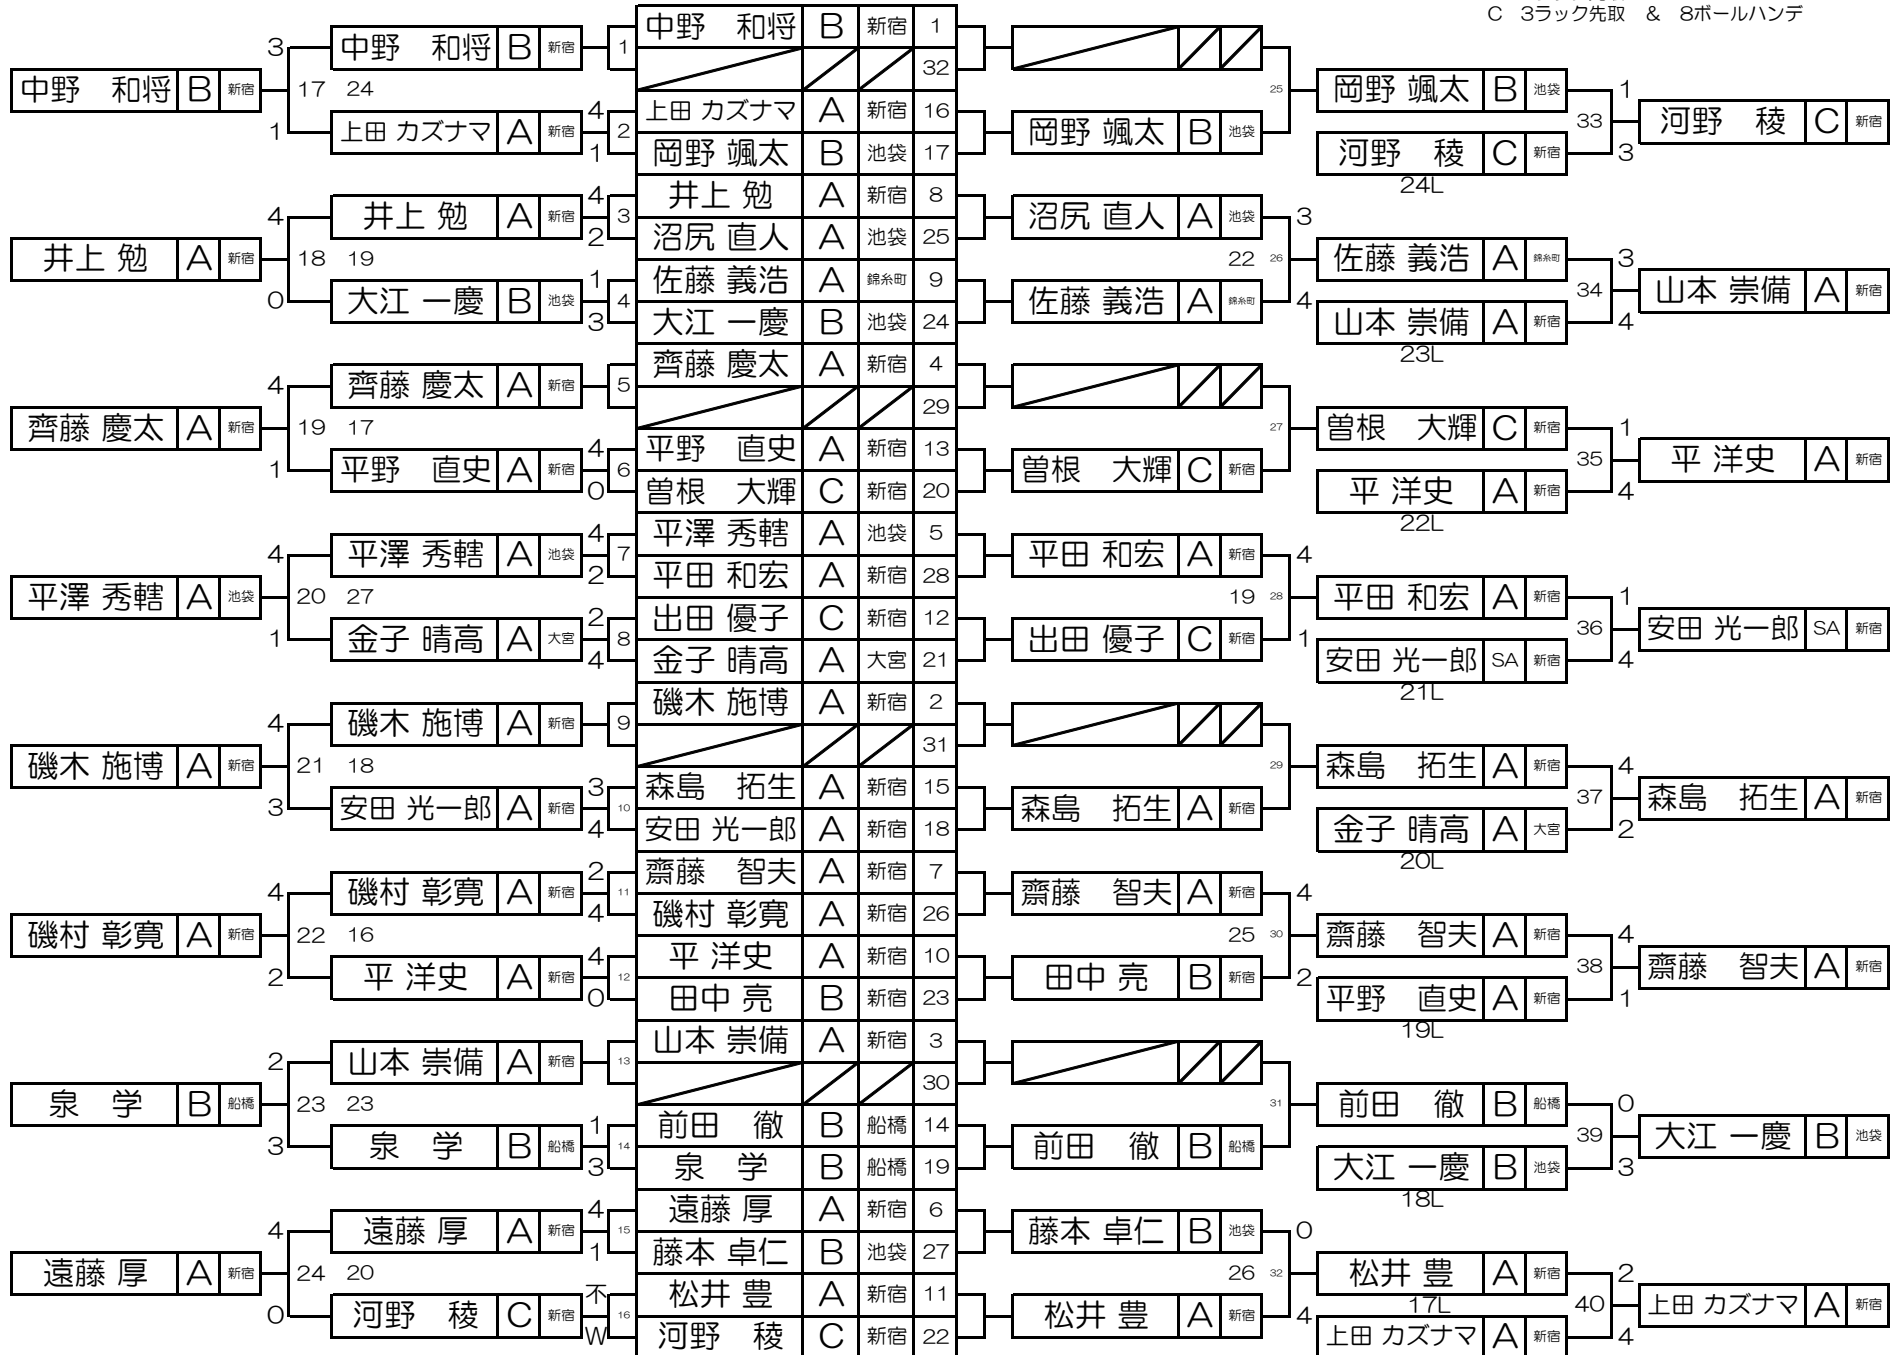 C 3ラック先取 & 8ボールハンデ
中野 和将 B 新宿 1
32
上田 カズナマ A 新宿 16
岡野 颯太 B 池袋 17
井上 勉 A 新宿 8
沼尻 直人 A 池袋 25
佐藤 義浩 A 錦糸町 9
大江 一慶 B 池袋 24
齊藤 慶太 A 新宿 4
29
平野 直史 A 新宿 13
曽根 大輝 C 新宿 20
平澤 秀轄 A 池袋 5
平田 和宏 A 新宿 28
出田 優子 C 新宿 12
金子 晴高 A 大宮 21
磯木 施博 A 新宿 2
31
森島 拓生 A 新宿 15
安田 光一郎 A 新宿 18
齋藤 智夫 A 新宿 7
磯村 彰寛 A 新宿 26
平 洋史 A 新宿 10
田中 亮 B 新宿 23
山本 崇備 A 新宿 3
30
前田 徹 B 船橋 14
泉 学 B 船橋 19
遠藤 厚 A 新宿 6
藤本 卓仁 B 池袋 27
松井 豊 A 新宿 11
河野 稜 C 新宿 22
1
4 2 1
4 3 2
1 4 3
5
4 6 0
4 7 2
2 8 4
9
3 10 4
2 11 4
4 12 0
13
1 14 3
4 15 1
不 16 W
3 中野 和将 B 新宿
中野 和将 B 新宿 17 24
1 上田 カズナマ A 新宿
4 井上 勉 A 新宿
井上 勉 A 新宿 18 19
0 大江 一慶 B 池袋
4 齊藤 慶太 A 新宿
齊藤 慶太 A 新宿 19 17
1 平野 直史 A 新宿
4 平澤 秀轄 A 池袋
平澤 秀轄 A 池袋 20 27
1 金子 晴高 A 大宮
4 磯木 施博 A 新宿
磯木 施博 A 新宿 21 18
3 安田 光一郎 A 新宿
4 磯村 彰寛 A 新宿
磯村 彰寛 A 新宿 22 16
2 平 洋史 A 新宿
2 山本 崇備 A 新宿
泉 学 B 船橋 23 23
3 泉 学 B 船橋
4 遠藤 厚 A 新宿
遠藤 厚 A 新宿 24 20
0 河野 稜 C 新宿
25
岡野 颯太 B 池袋
沼尻 直人 A 池袋 3
22 26
佐藤 義浩 A 錦糸町 4
27
曽根 大輝 C 新宿
平田 和宏 A 新宿 4
19 28
出田 優子 C 新宿 1
29
森島 拓生 A 新宿
齋藤 智夫 A 新宿 4
25 30
田中 亮 B 新宿 2
31
前田 徹 B 船橋
藤本 卓仁 B 池袋 0
26 32
松井 豊 A 新宿 4
岡野 颯太 B 池袋 1
33 河野 稜 C 新宿
河野 稜 C 新宿 3
24L
佐藤 義浩 A 錦糸町 3
34 山本 崇備 A 新宿
山本 崇備 A 新宿 4
23L
曽根 大輝 C 新宿 1
35 平 洋史 A 新宿
平 洋史 A 新宿 4
22L
平田 和宏 A 新宿 1
36 安田 光一郎 SA 新宿
安田 光一郎 SA 新宿 4
21L
森島 拓生 A 新宿 4
37 森島 拓生 A 新宿
金子 晴高 A 大宮 2
20L
齋藤 智夫 A 新宿 4
38 齋藤 智夫 A 新宿
平野 直史 A 新宿 1
19L
前田 徹 B 船橋 0
39 大江 一慶 B 池袋
大江 一慶 B 池袋 3
18L
松井 豊 A 新宿 2
17L 40 上田 カズナマ A 新宿
上田 カズナマ A 新宿 4